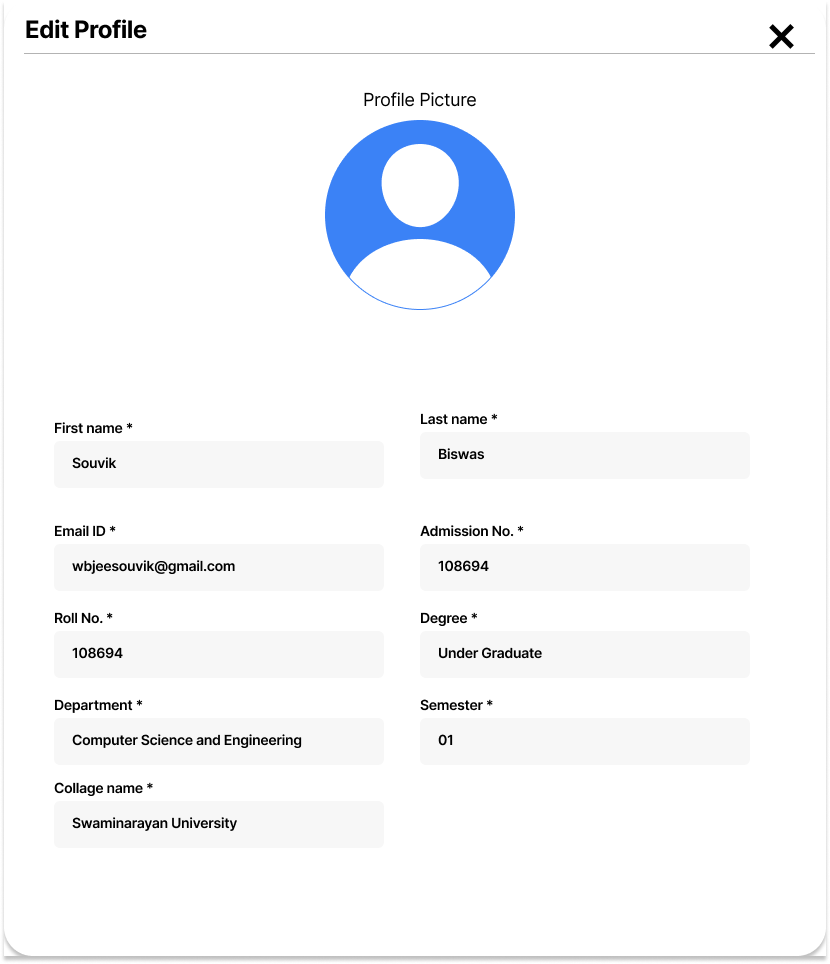 Edit Profile
Profile Picture
First name *
Souvik
Last name *
Biswas
Email ID *
wbjeesouvik@gmail.com
Admission No. *
108694
Roll No. *
108694
Degree *
Under Graduate
Department *
Computer Science and Engineering
Semester *
01
Collage name *
Swaminarayan University